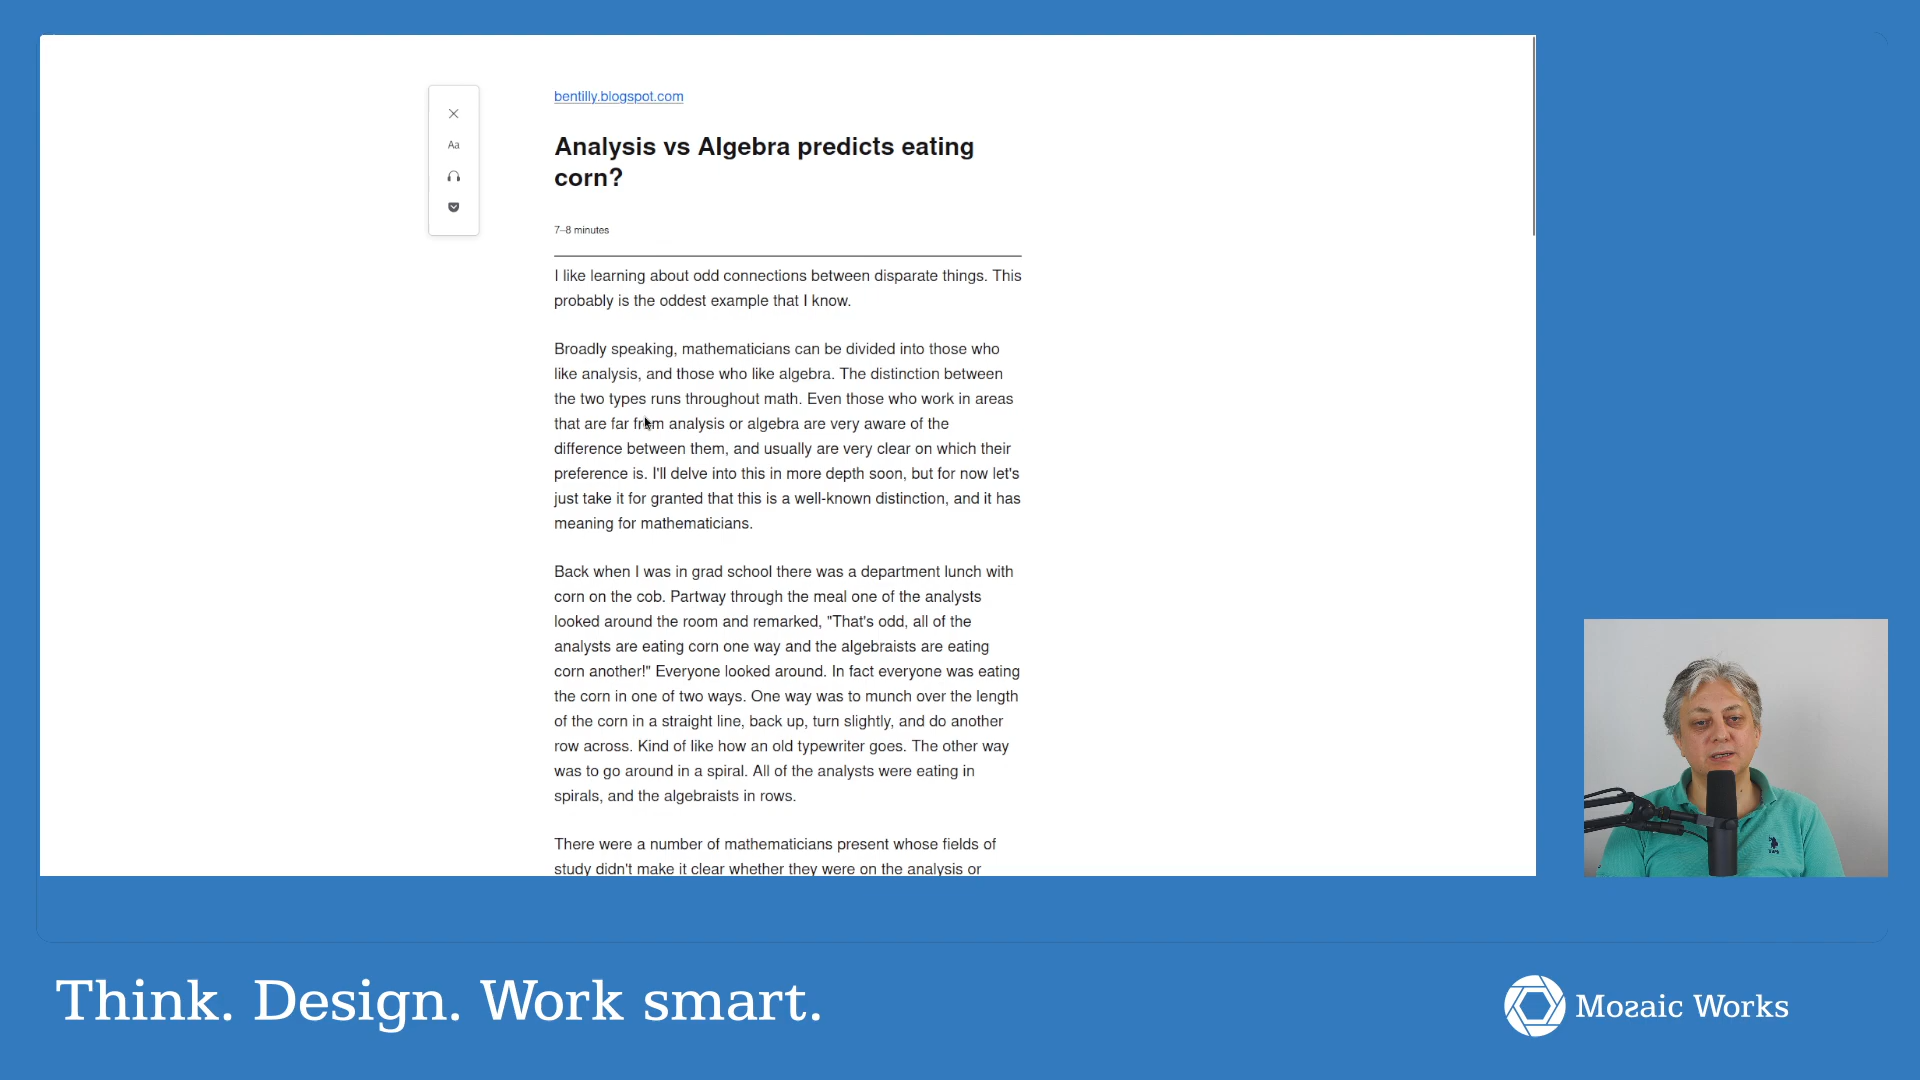 bentilly.blogspot.com
Analysis vs Algebra predicts eating
corn?
Aa
7–8 minutes
I like learning about odd connections between disparate things. This
probably is the oddest example that I know.
Broadly speaking, mathematicians can be divided into those who
like analysis, and those who like algebra. The distinction between
the two types runs throughout math. Even those who work in areas
that are far from analysis or algebra are very aware of the
difference between them, and usually are very clear on which their
preference is. I'll delve into this in more depth soon, but for now let's
just take it for granted that this is a well-known distinction, and it has
meaning for mathematicians.
Back when I was in grad school there was a department lunch with
corn on the cob. Partway through the meal one of the analysts
looked around the room and remarked, "That's odd, all of the
analysts are eating corn one way and the algebraists are eating
corn another!" Everyone looked around. In fact everyone was eating
the corn in one of two ways. One way was to munch over the length
of the corn in a straight line, back up, turn slightly, and do another
row across. Kind of like how an old typewriter goes. The other way
was to go around in a spiral. All of the analysts were eating in
spirals, and the algebraists in rows.
There were a number of mathematicians present whose fields of
study didn't make it clear whether they were on the analysis or
Think. Design. Work smart.
Mozaic Works